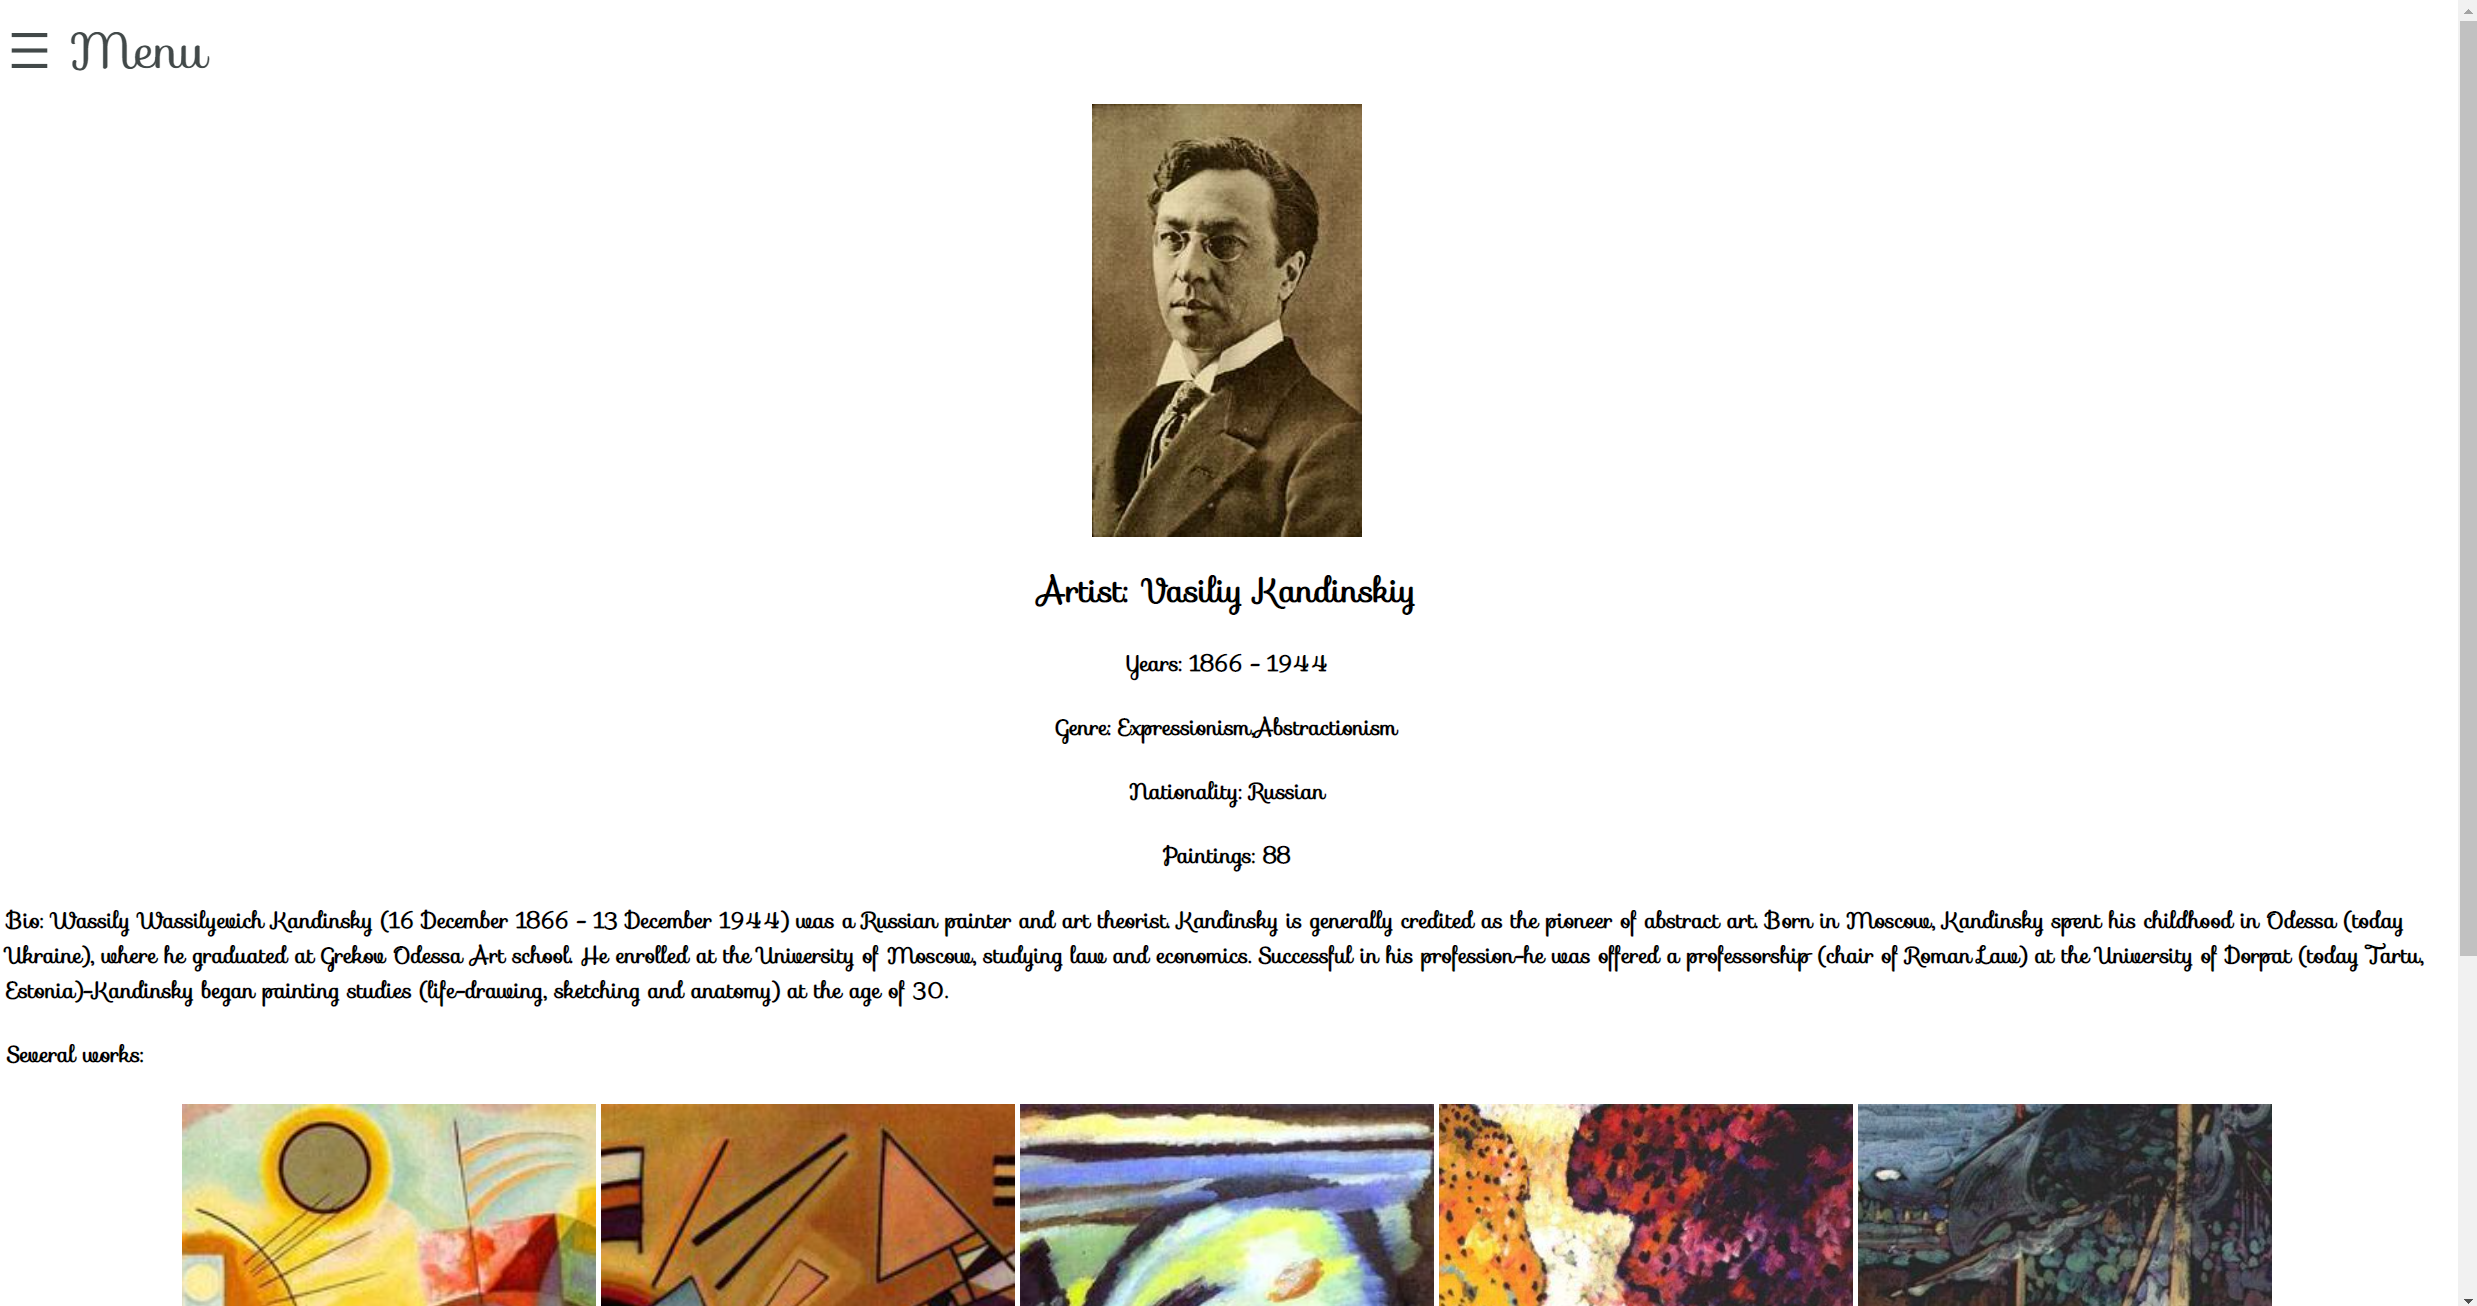 ☰ Menu
Artist: Vasiliy Kandinskiy
Years: 1866 - 1944
Genre: Expressionism,Abstractionism
Nationality: Russian
Paintings: 88
Bio: Wassily Wassilyevich Kandinsky (16 December 1866 - 13 December 1944) was a Russian painter and art theorist. Kandinsky is generally credited as the pioneer of abstract art. Born in Moscow, Kandinsky spent his childhood in Odessa (today
Ukraine), where he graduated at Grekov Odessa Art school. He enrolled at the University of Moscow, studying law and economics. Successful in his profession-he was offered a professorship (chair of Roman Law) at the University of Dorpat (today Tartu,
Estonia)-Kandinsky began painting studies (life-drawing, sketching and anatomy) at the age of 30.
Several works: